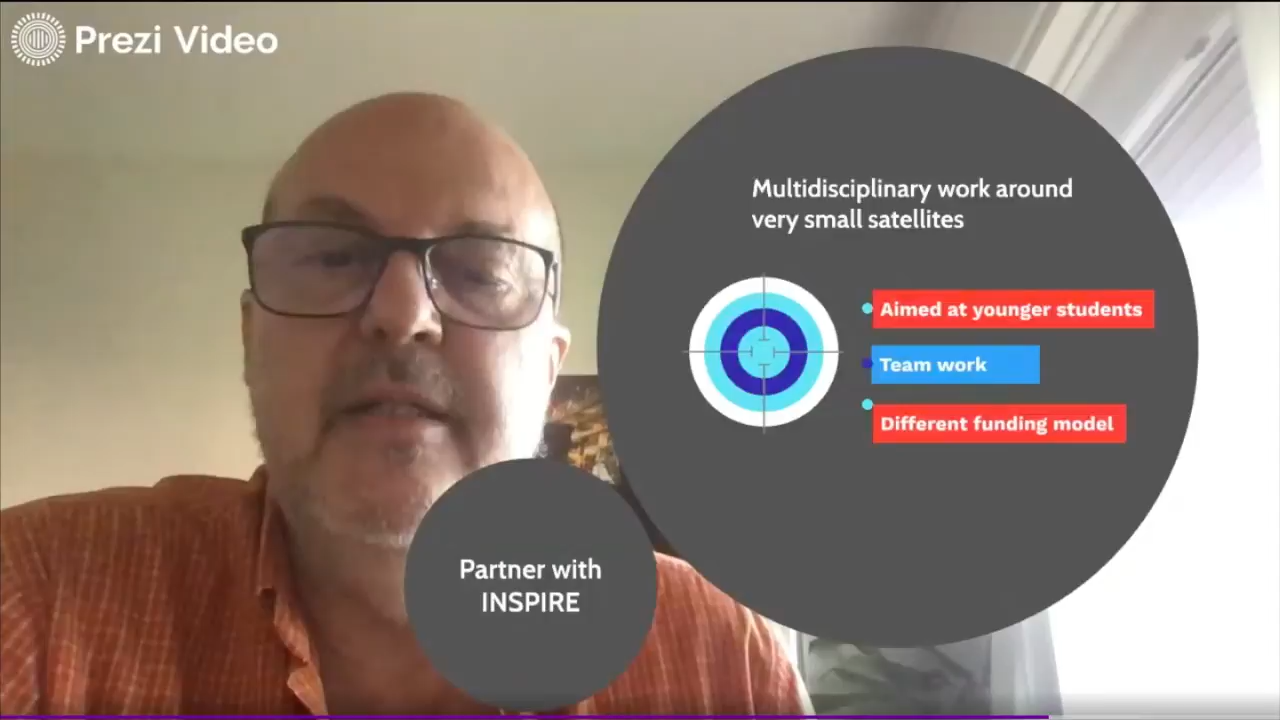 Prezi Video
Multidisciplinary work around
very small satellites
Aimed at younger students
Team work
Different funding model
Partner with
INSPIRE